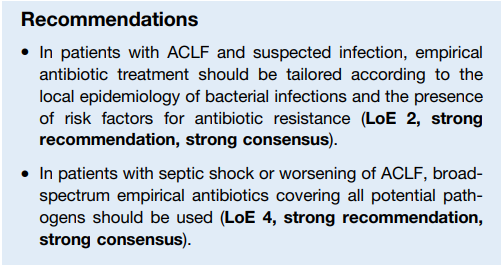 Recommendations
• In patients with ACLF and suspected infection, empirical
antibiotic treatment should be tailored according to the
local epidemiology of bacterial infections and the presence
of risk factors for antibiotic resistance (LoE 2, strong
recommendation, strong consensus).
• In patients with septic shock or worsening of ACLF, broad-
spectrum empirical antibiotics covering all potential path-
ogens should be used (LoE 4, strong recommendation,
strong consensus).